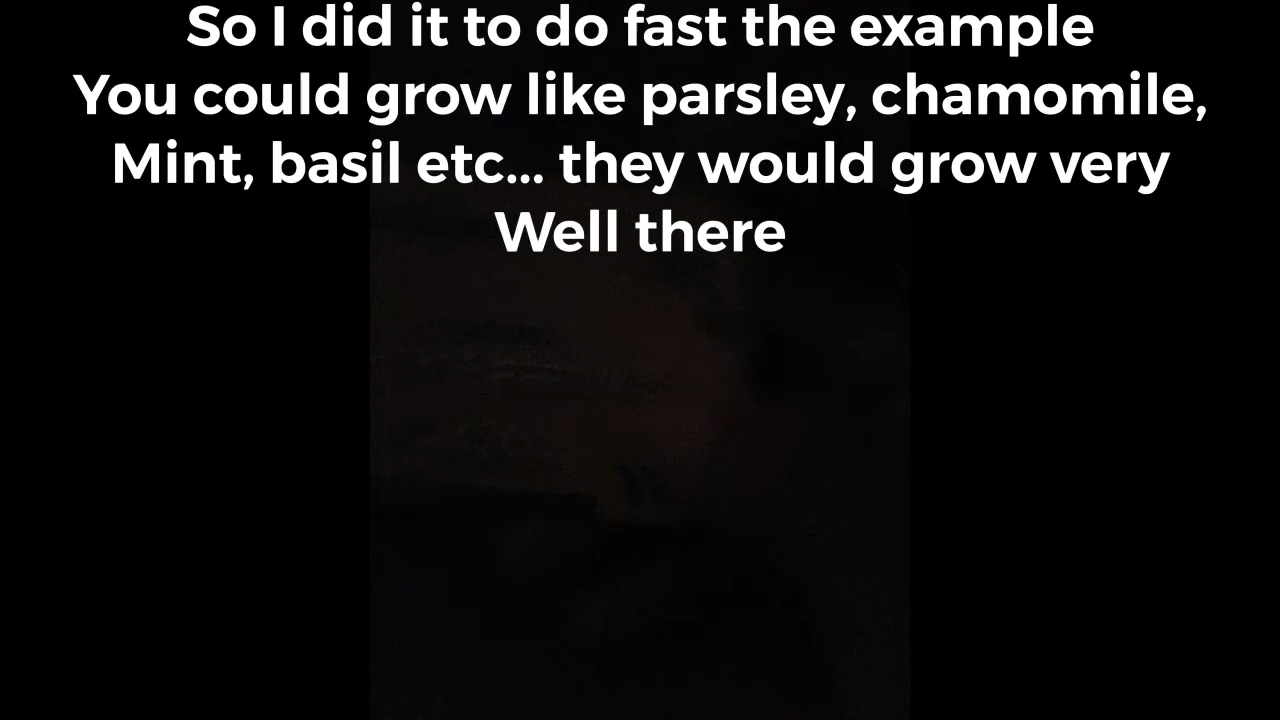 So I did it to do fast the example
You could grow like parsley, chamomile,
Mint, basil etc... they would grow very
Well there